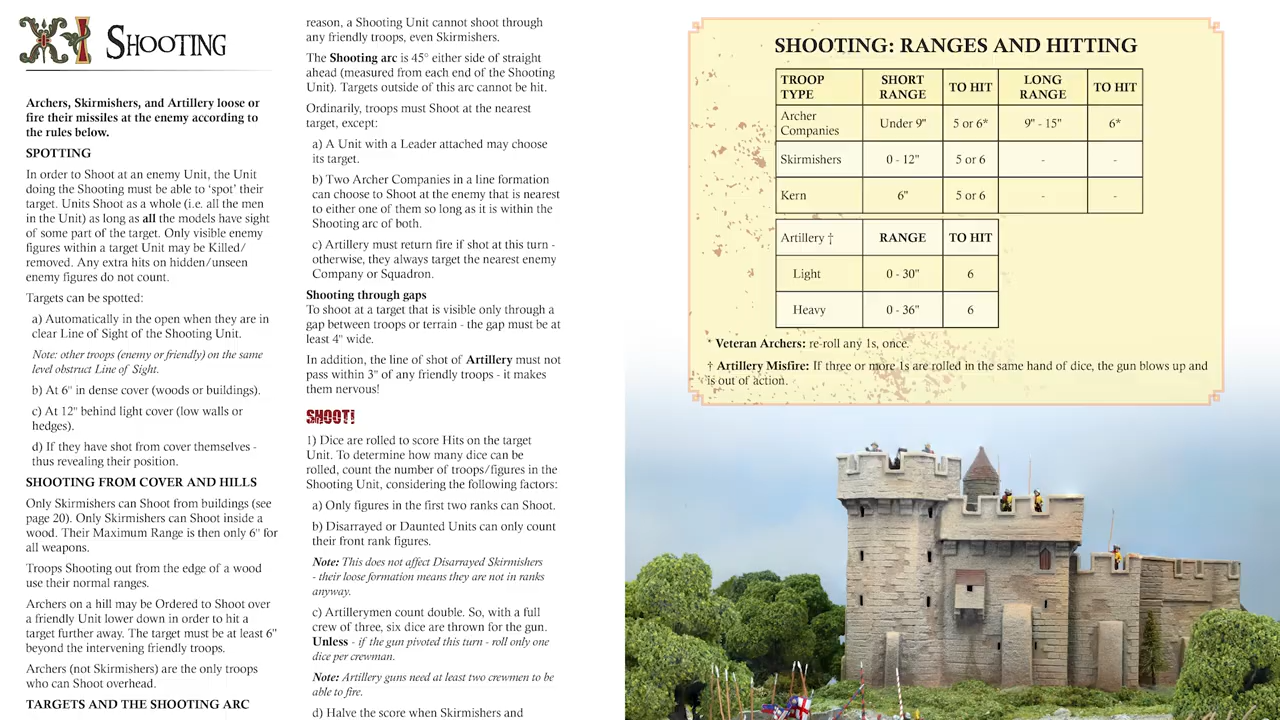 XI SHOOTING
Archers, Skirmishers, and Artillery loose or
fire their missiles at the enemy according to
the rules below.
SPOTTING
In order to Shoot at an enemy Unit, the Unit
doing the Shooting must be able to ‘spot’ their
target. Units Shoot as a whole (i.e. all the men
in the Unit) as long as all the models have sight
of some part of the target. Only visible enemy
figures within a target Unit may be Killed/
removed. Any extra hits on hidden/unseen
enemy figures do not count.
Targets can be spotted:
a) Automatically in the open when they are in
clear Line of Sight of the Shooting Unit.
Note: other troops (enemy or friendly) on the same
level obstruct Line of Sight.
b) At 6" in dense cover (woods or buildings).
c) At 12" behind light cover (low walls or
hedges).
d) If they have shot from cover themselves -
thus revealing their position.
SHOOTING FROM COVER AND HILLS
Only Skirmishers can Shoot from buildings (see
page 20). Only Skirmishers can Shoot inside a
wood. Their Maximum Range is then only 6" for
all weapons.
Troops Shooting out from the edge of a wood
use their normal ranges.
Archers on a hill may be Ordered to Shoot over
a friendly Unit lower down in order to hit a
target further away. The target must be at least 6"
beyond the intervening friendly troops.
Archers (not Skirmishers) are the only troops
who can Shoot overhead.
TARGETS AND THE SHOOTING ARC
reason, a Shooting Unit cannot shoot through
any friendly troops, even Skirmishers.
The Shooting arc is 45° either side of straight
ahead (measured from each end of the Shooting
Unit). Targets outside of this arc cannot be hit.
Ordinarily, troops must Shoot at the nearest
target, except:
a) A Unit with a Leader attached may choose
its target.
b) Two Archer Companies in a line formation
can choose to Shoot at the enemy that is nearest
to either one of them so long as it is within the
Shooting arc of both.
c) Artillery must return fire if shot at this turn -
otherwise, they always target the nearest enemy
Company or Squadron.
Shooting through gaps
To shoot at a target that is visible only through a
gap between troops or terrain - the gap must be at
least 4" wide.
In addition, the line of shot of Artillery must not
pass within 3" of any friendly troops - it makes
them nervous!
SHOOT!
1) Dice are rolled to score Hits on the target
Unit. To determine how many dice can be
rolled, count the number of troops/figures in the
Shooting Unit, considering the following factors:
a) Only figures in the first two ranks can Shoot.
b) Disarrayed or Daunted Units can only count
their front rank figures.
Note: This does not affect Disarrayed Skirmishers
- their loose formation means they are not in ranks
anyway.
c) Artillerymen count double. So, with a full
crew of three, six dice are thrown for the gun.
Unless - if the gun pivoted this turn - roll only one
dice per crewman.
Note: Artillery guns need at least two crewmen to be
able to fire.
d) Halve the score when Skirmishers and
SHOOTING: RANGES AND HITTING
TROOP TYPE SHORT RANGE TO HIT LONG RANGE TO HIT
Archer Companies Under 9" 5 or 6* 9" - 15" 6*
Skirmishers 0 - 12" 5 or 6 - -
Kern 6" 5 or 6 - -
Artillery † RANGE TO HIT
Light 0 - 30" 6
Heavy 0 - 36" 6
* Veteran Archers: re-roll any 1s, once.
† Artillery Misfire: If three or more 1s are rolled in the same hand of dice, the gun blows up and
is out of action.